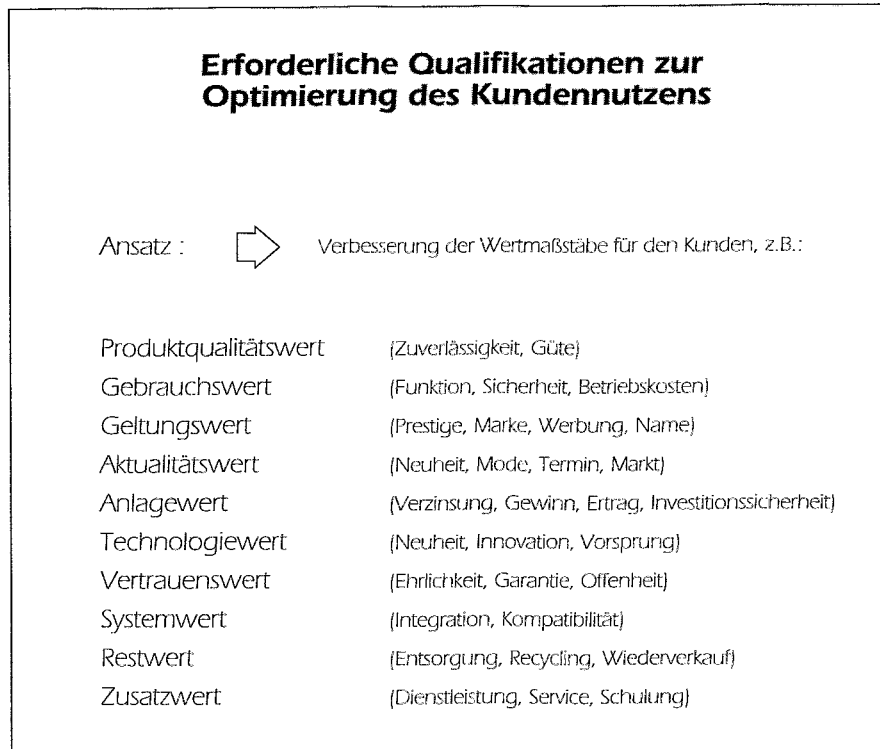 Erforderliche Qualifikationen zur
Optimierung des Kundennutzens
Ansatz : Verbesserung der Wertmaßstäbe für den Kunden, z.B.:
Produktqualitätswert (Zuverlässigkeit, Güte)
Gebrauchswert (Funktion, Sicherheit, Betriebskosten)
Geltungswert (Prestige, Marke, Werbung, Name)
Aktualitätswert (Neuheit, Mode, Termin, Markt)
Anlagewert (Verzinsung, Gewinn, Ertrag, Investitionssicherheit)
Technologiewert (Neuheit, Innovation, Vorsprung)
Vertrauenswert (Ehrlichkeit, Garantie, Offenheit)
Systemwert (Integration, Kompatibilität)
Restwert (Entsorgung, Recycling, Wiederverkauf)
Zusatzwert (Dienstleistung, Service, Schulung)